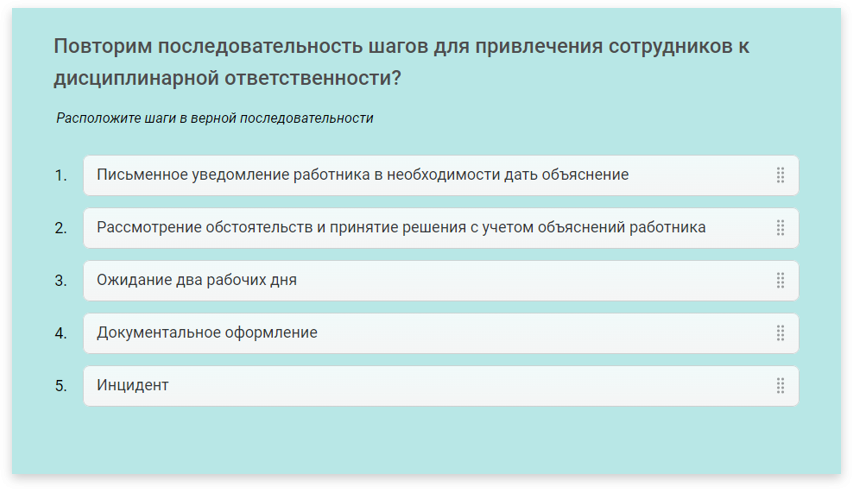 Повторим последовательность шагов для привлечения сотрудников к
дисциплинарной ответственности?
Расположите шаги в верной последовательности
1. Письменное уведомление работника в необходимости дать объяснение
2. Рассмотрение обстоятельств и принятие решения с учетом объяснений работника
3. Ожидание два рабочих дня
4. Документальное оформление
5. Инцидент